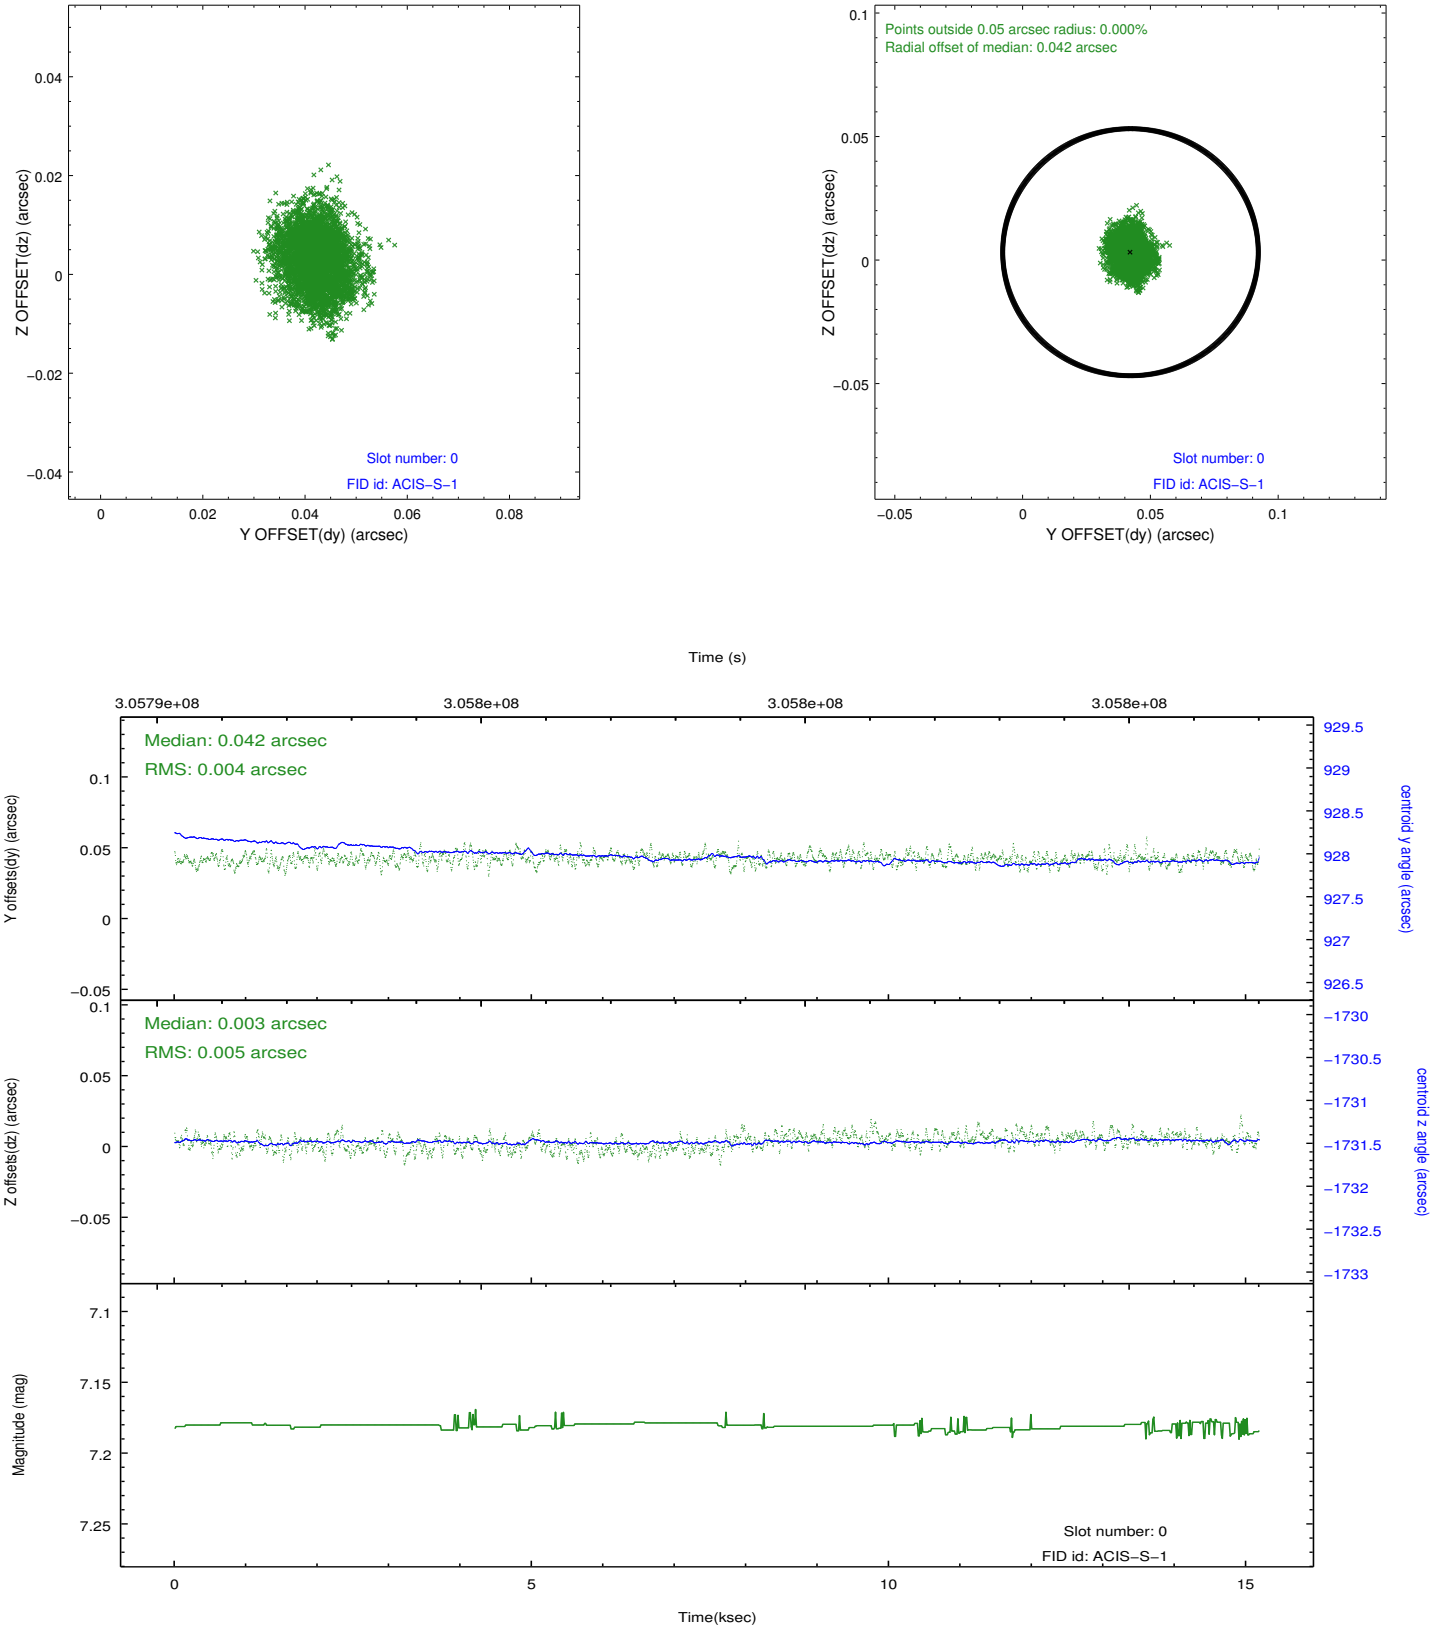 0.04
0.02
0
−0.02
−0.04
Z OFFSET(dz) (arcsec)
Slot number: 0
FID id: ACIS−S−1
0
0.02
0.04
0.06
0.08
Y OFFSET(dy) (arcsec)
Points outside 0.05 arcsec radius: 0.000%
Radial offset of median: 0.042 arcsec
0.1
0.05
0
−0.05
Z OFFSET(dz) (arcsec)
Slot number: 0
FID id: ACIS−S−1
−0.05
0
0.05
0.1
Y OFFSET(dy) (arcsec)
Time (s)
3.0579e+08
3.058e+08
3.058e+08
3.058e+08
Median: 0.042 arcsec
RMS: 0.004 arcsec
0.1
0.05
0
−0.05
Y offsets(dy) (arcsec)
929.5
929
928.5
928
927.5
927
926.5
centroid y angle (arcsec)
Median: 0.003 arcsec
RMS: 0.005 arcsec
0.1
0.05
0
−0.05
Z offsets(dz) (arcsec)
−1730
−1730.5
−1731
−1731.5
−1732
−1732.5
−1733
centroid z angle (arcsec)
7.1
7.15
7.2
7.25
Magnitude (mag)
Slot number: 0
FID id: ACIS−S−1
0
5
10
15
Time(ksec)